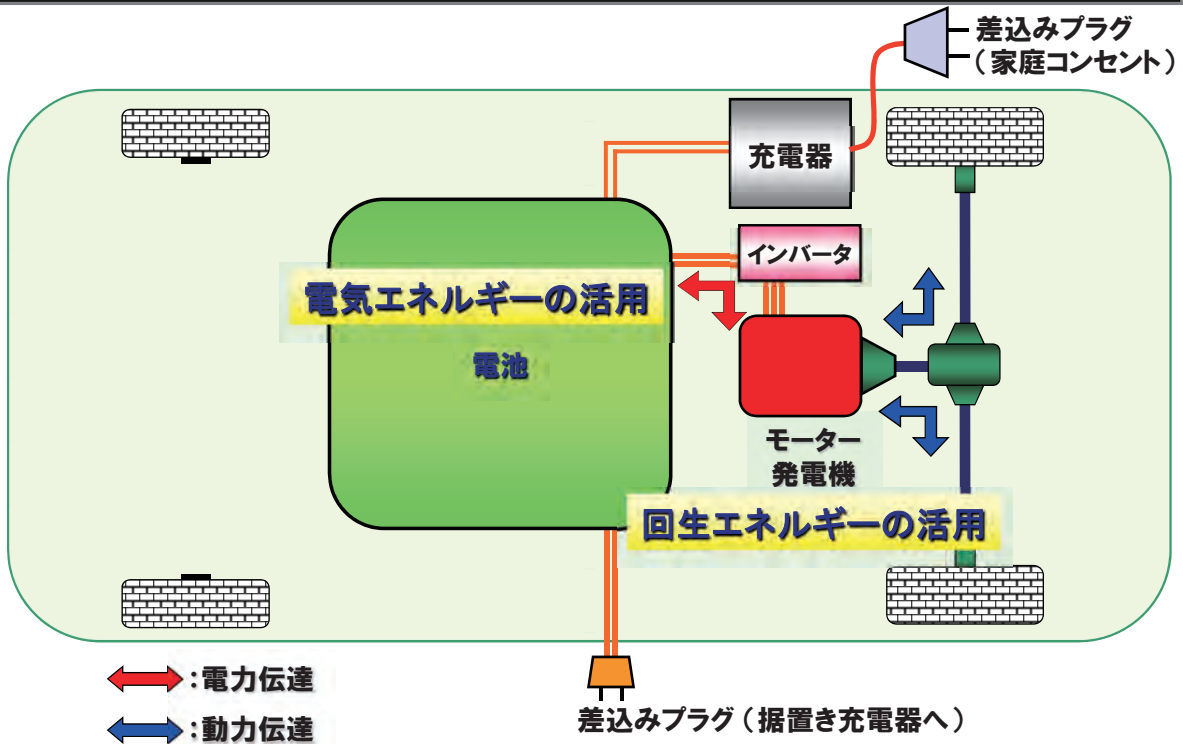 差込みプラグ
（家庭コンセント）
充電器
インバータ
電気エネルギーの活用
電池
モーター
発電機
回生エネルギーの活用
:電力伝達
:動力伝達
差込みプラグ（据置き充電器へ）